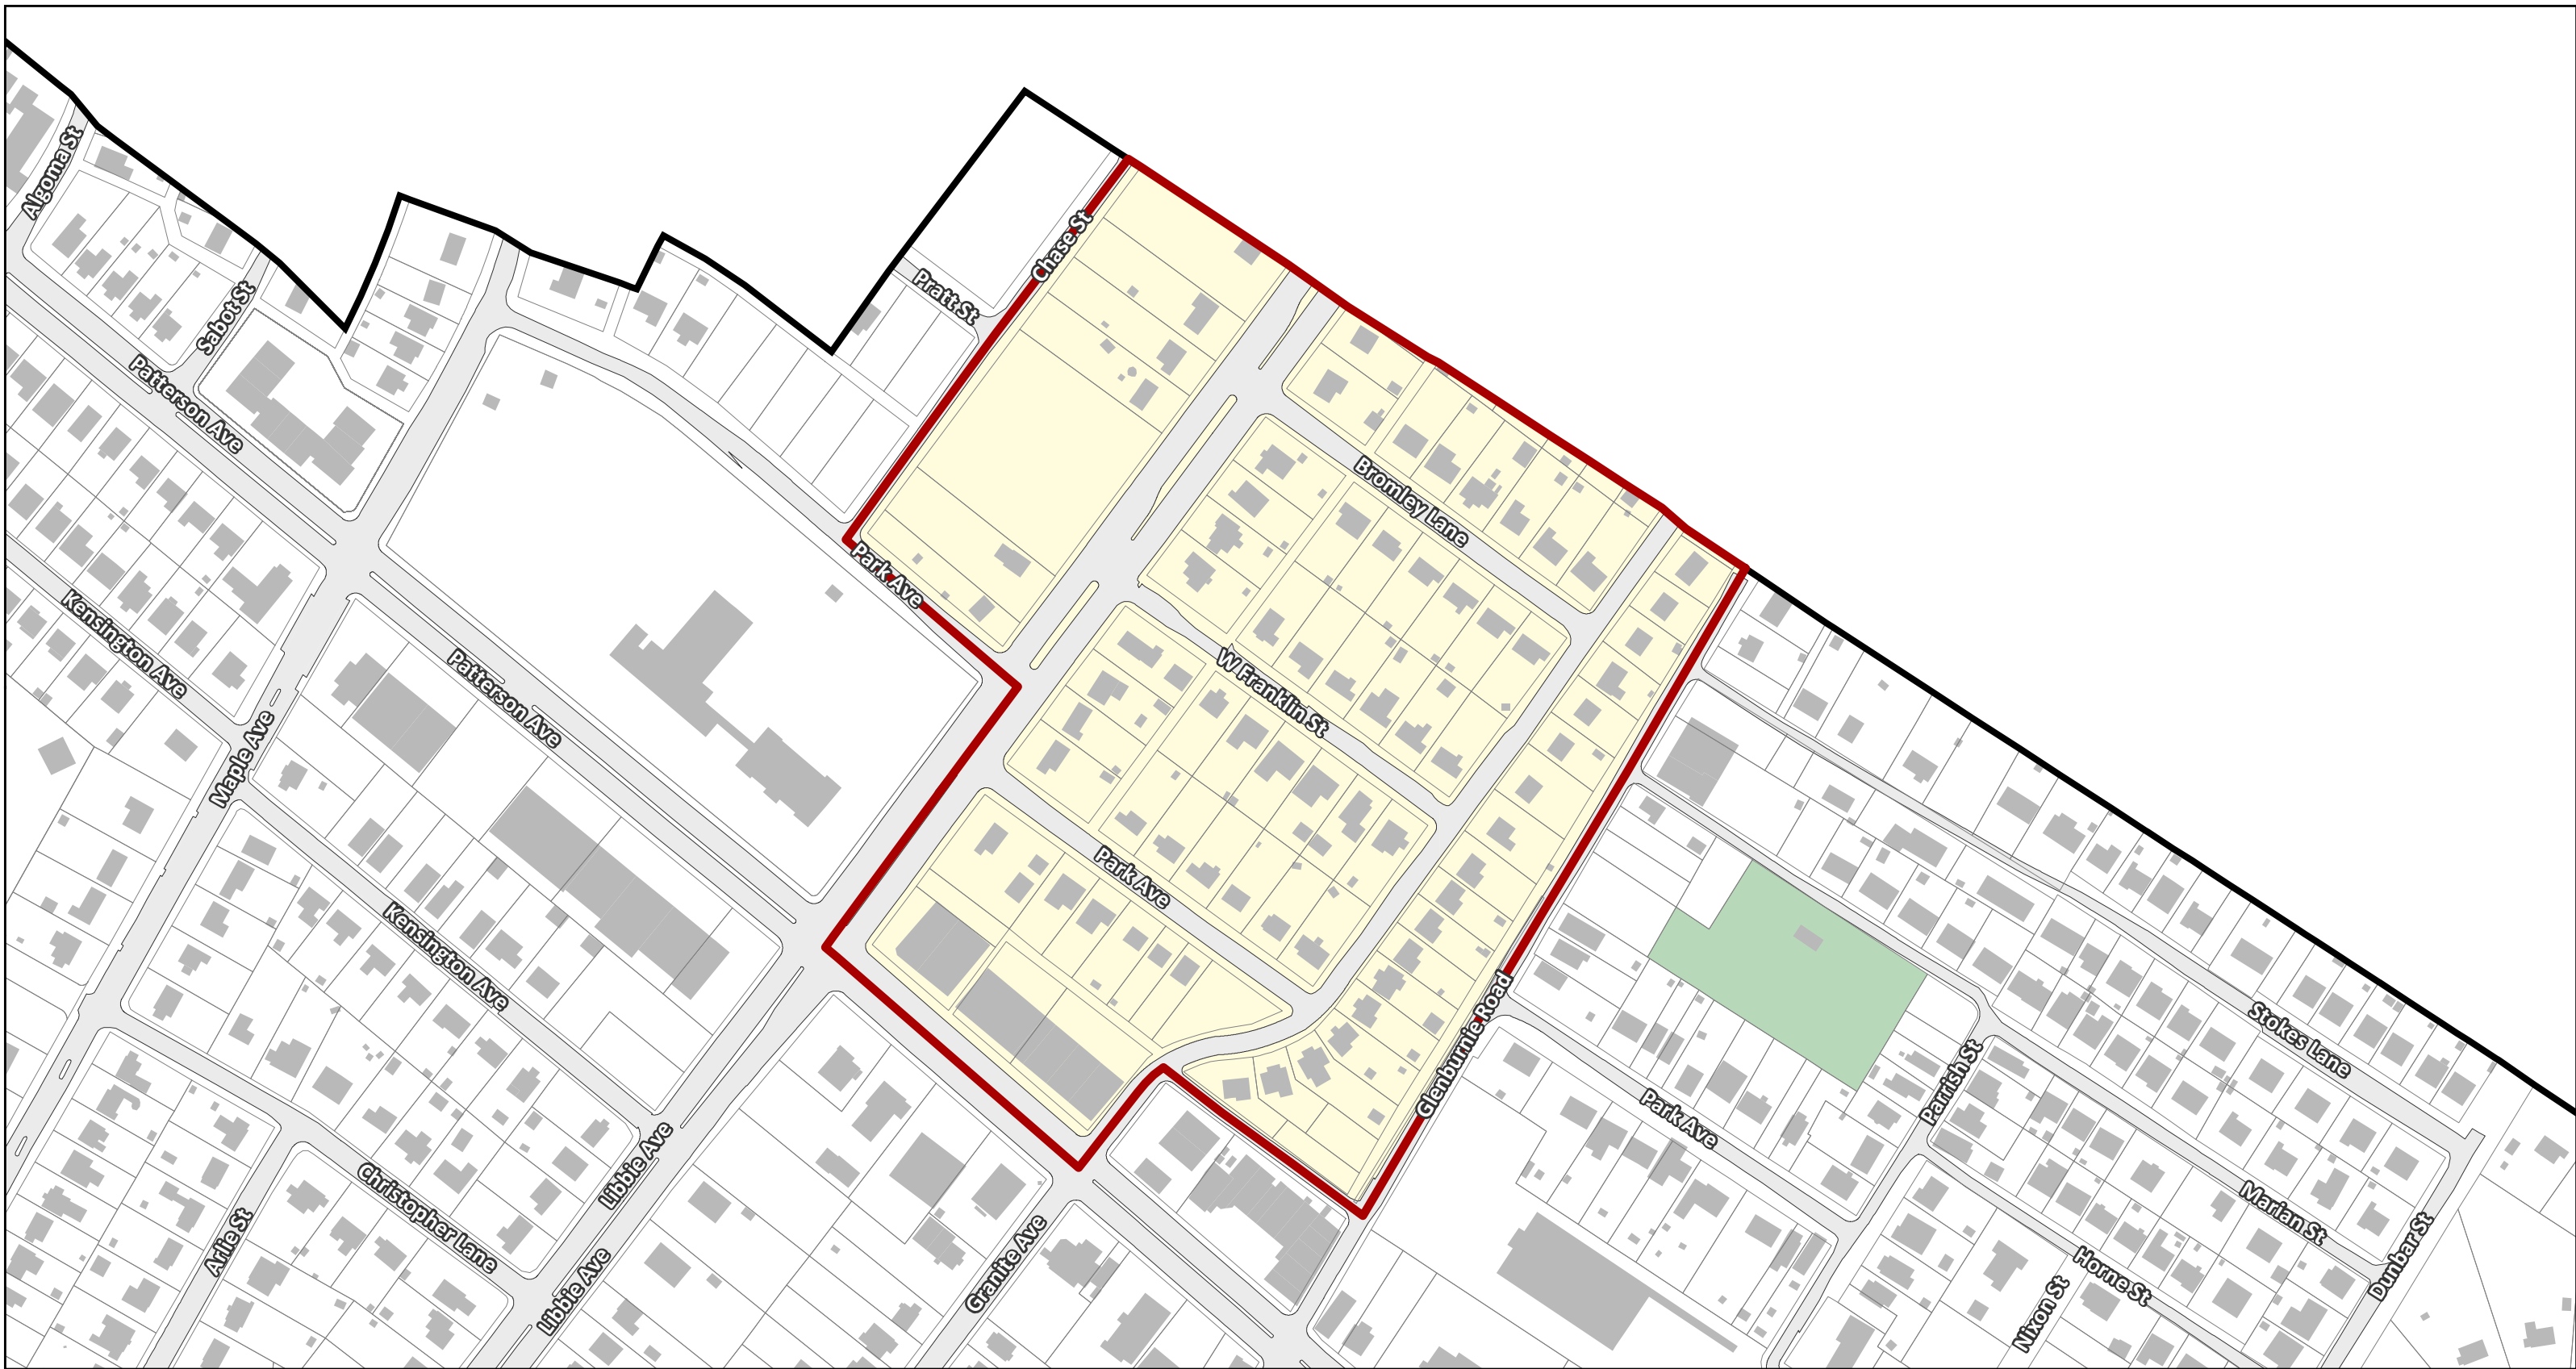 Algoma St
Sabot St
Patterson Ave
Kensington Ave
Maple Ave
Patterson Ave
Kensington Ave
Christopher Lane
Arlie St
Libbie Ave
Libbie Ave
Granite Ave
Pratt St
Chase St
Park Ave
Bromley Lane
W Franklin St
Park Ave
Glenburnie Road
Park Ave
Parrish St
Stokes Lane
Marian St
Horne St
Nixon St
Dunbar St